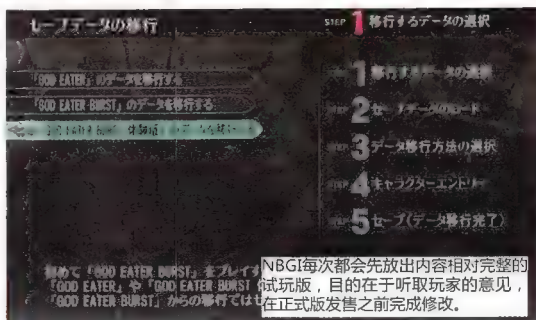 セーブデータの移行
STEP 1 移行するデータの選択
「GOD EATER」のデータを移行する
「GOD EATER BURST」のデータを移行する
STEP 1 移行するデータの選択
STEP 2 セーブデータのロード
STEP 3 データ移行方法の選択
STEP 4 キャラクターエントリー
STEP 5 セーブ(データ移行完了)
初めて「GOD EATER BURST」をプレイす
「GOD EATER」や「GOD EATER BURST
「GOD EATER BURST」からの移行ではセ
NBGI每次都会先放出内容相对完整的
试玩版，目的在于听取玩家的意见，
在正式版发售之前完成修改。